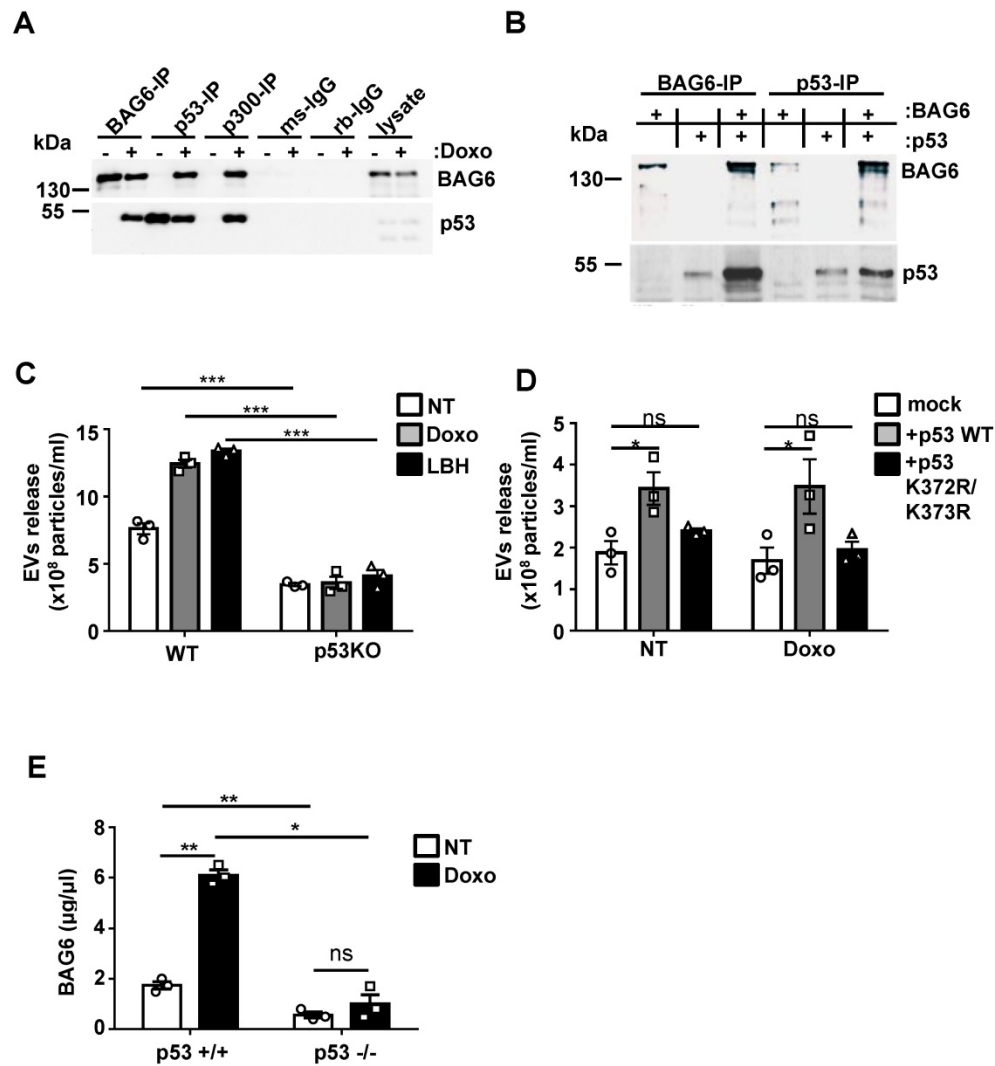 A
BAG6-IP p53-IP p300-IP ms-IgG rb-IgG lysate
kDa
- + - + - + - + - + - + :Doxo
130 BAG6
55 p53
B
BAG6-IP p53-IP
+ + + + :BAG6
kDa + + + + :p53
130 BAG6
55 p53
C
*** NT
*** Doxo
*** LBH
15
10
5
0
EVs release
(x10⁸ particles/ml)
WT p53KO
D
mock
+p53 WT
+p53
K372R/
K373R
ns ns
* *
5
4
3
2
1
0
EVs release
(x10⁸ particles/ml)
NT Doxo
E
**
*
**
ns
NT
Doxo
8
6
4
2
0
BAG6 (µg/µl)
p53 +/+ p53 -/-